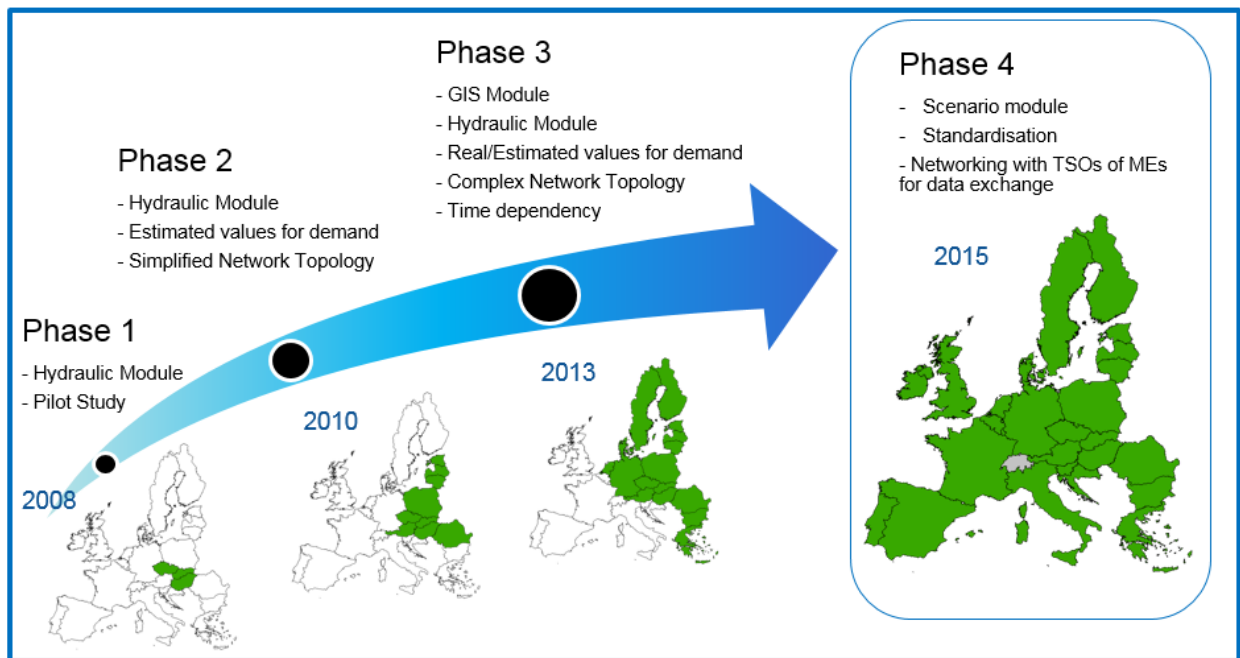 Phase 1
- Hydraulic Module
- Pilot Study
2008
Phase 2
- Hydraulic Module
- Estimated values for demand
- Simplified Network Topology
2010
Phase 3
- GIS Module
- Hydraulic Module
- Real/Estimated values for demand
- Complex Network Topology
- Time dependency
2013
Phase 4
- Scenario module
- Standardisation
- Networking with TSOs of MEs
for data exchange
2015